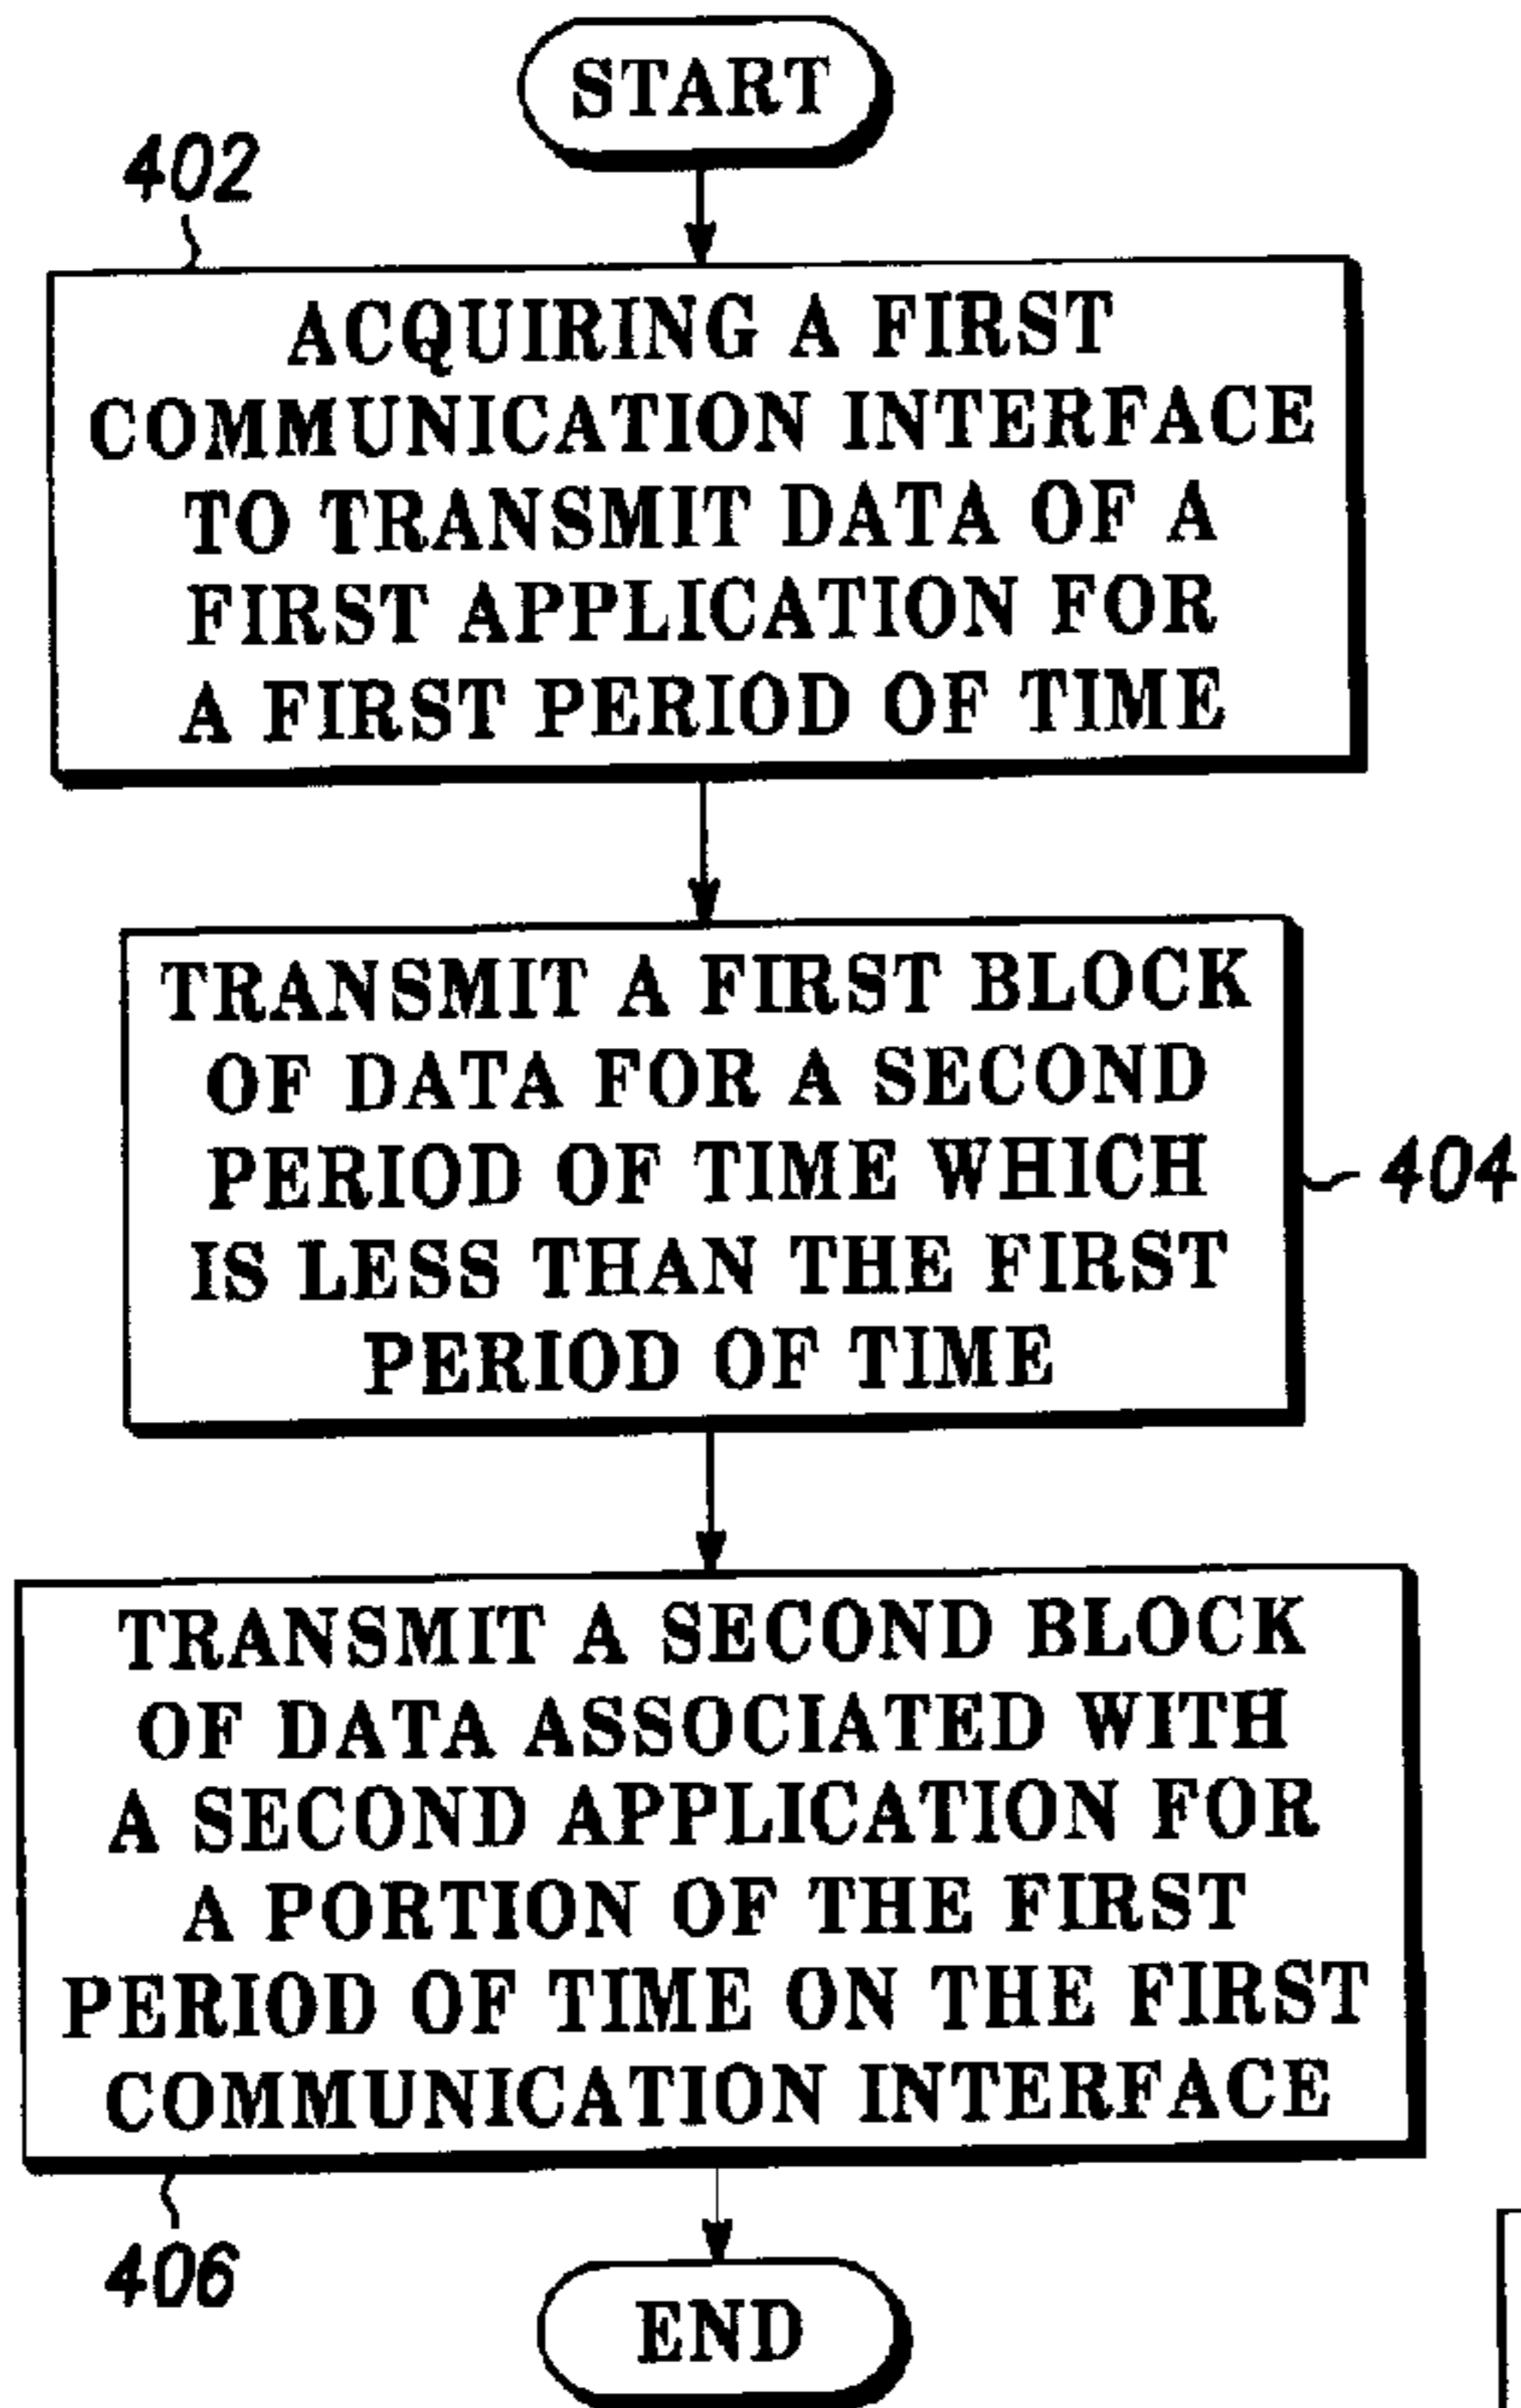 START
402
ACQUIRING A FIRST
COMMUNICATION INTERFACE
TO TRANSMIT DATA OF A
FIRST APPLICATION FOR
A FIRST PERIOD OF TIME
TRANSMIT A FIRST BLOCK
OF DATA FOR A SECOND
PERIOD OF TIME WHICH
IS LESS THAN THE FIRST
PERIOD OF TIME
404
TRANSMIT A SECOND BLOCK
OF DATA ASSOCIATED WITH
A SECOND APPLICATION FOR
A PORTION OF THE FIRST
PERIOD OF TIME ON THE FIRST
COMMUNICATION INTERFACE
406
END